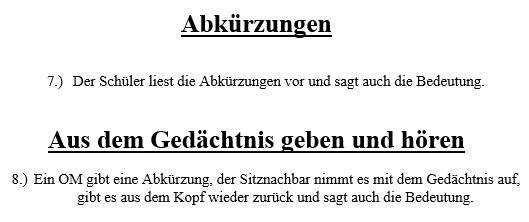 Abkürzungen
7.) Der Schüler liest die Abkürzungen vor und sagt auch die Bedeutung.
Aus dem Gedächtnis geben und hören
8.) Ein OM gibt eine Abkürzung, der Sitznachbar nimmt es mit dem Gedächtnis auf,
gibt es aus dem Kopf wieder zurück und sagt auch die Bedeutung.